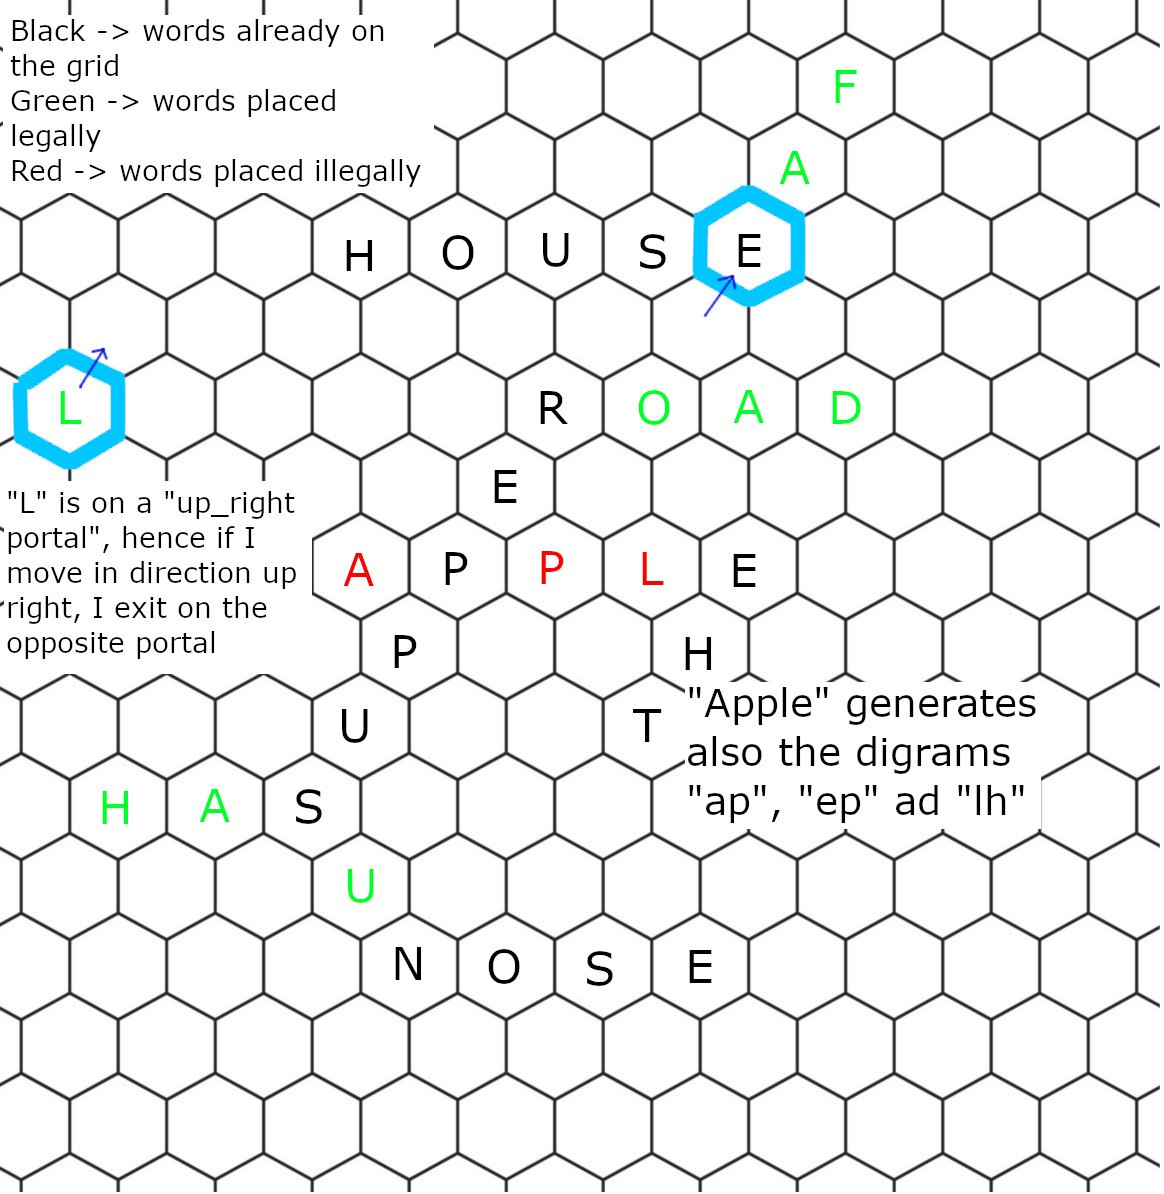 Black -> words already on
the grid
Green -> words placed
legally
Red -> words placed illegally
F
A
H O U S E
L
R O A D
E
"L" is on a "up_right
portal", hence if I
move in direction up
right, I exit on the
opposite portal
A P P L E
P H
U T
"Apple" generates
also the digrams
"ap", "ep" ad "lh"
H A S
U
N O S E